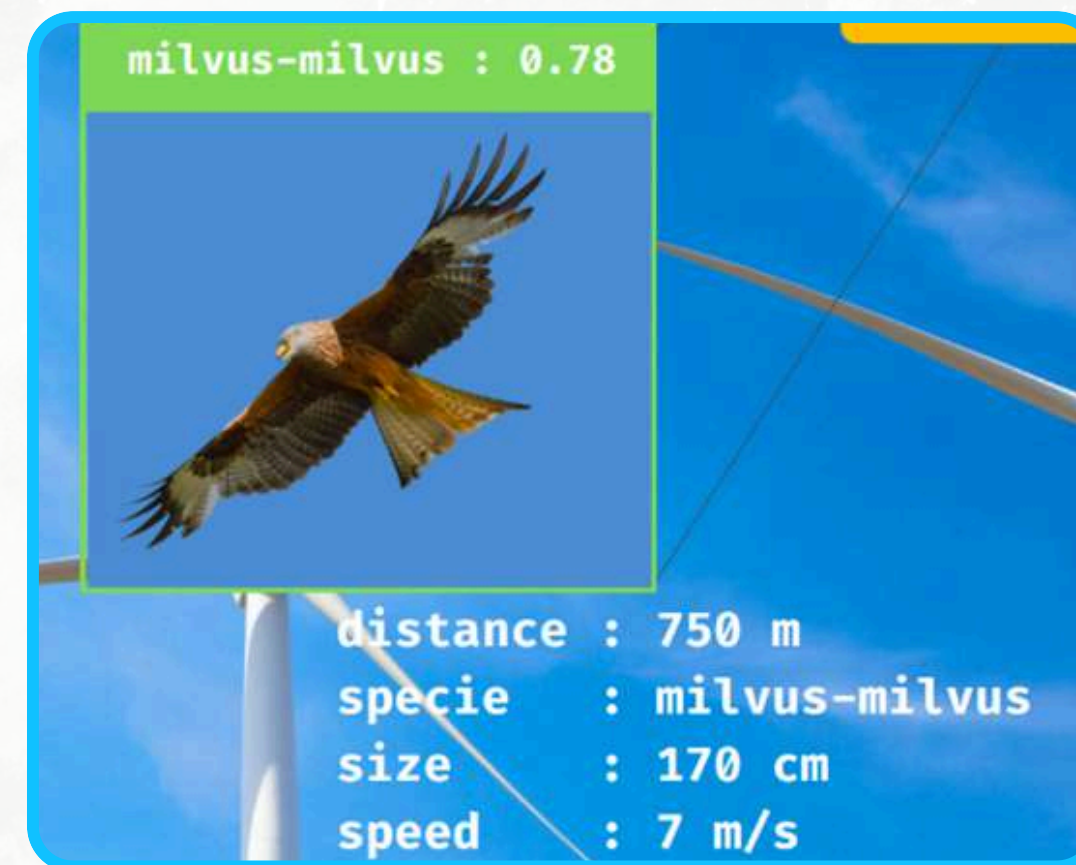 milvus-milvus : 0.78
distance : 750 m
specie : milvus-milvus
size : 170 cm
speed : 7 m/s